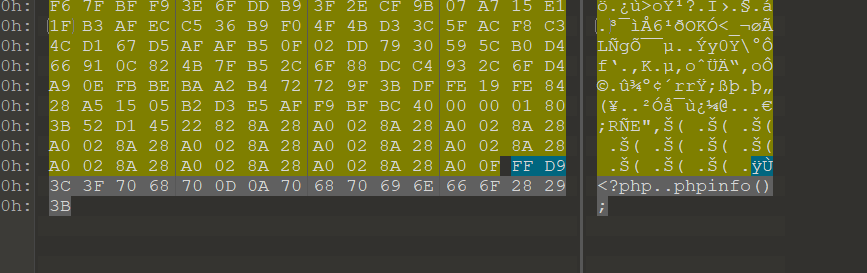 0h: F6 7F BF F9 3E 6F DD B9 3F 2E CF 9B 07 A7 15 E1 ö.¿ù>oÝ¹?.Ï›.§.á
0h: 1F B3 AF EC C5 36 B9 F0 4F 4B D3 3C 5F AC F8 C3 .³¯ìÅ6¹ðOKÓ<_¬øÃ
0h: 4C D1 67 D5 AF AF B5 0F 02 DD 79 30 59 5C B0 D4 LÑgÕ¯¯µ..Ýy0Y\°Ô
0h: 66 91 0C 82 4B 7F B5 2C 6F 88 DC C4 93 2C 6F D4 f‘.‚K.µ,oˆÜÄ“,oÔ
0h: A9 0E FB BE BA A2 B4 72 72 9F 3B DF FE 19 FE 84 ©.û¾º¢´rrŸ;ßþ.þ„
0h: 28 A5 15 05 B2 D3 E5 AF F9 BF BC 40 00 00 01 80 (¥..²Óå¯ù¿¼@...€
0h: 3B 52 D1 45 22 82 8A 28 A0 02 8A 28 A0 02 8A 28 ;RÑE"‚Š( .Š( .Š(
0h: A0 02 8A 28 A0 02 8A 28 A0 02 8A 28 A0 02 8A 28 .Š( .Š( .Š( .Š(
0h: A0 02 8A 28 A0 02 8A 28 A0 02 8A 28 A0 0F FF D9 .Š( .Š( .Š( .ÿÙ
0h: 3C 3F 70 68 70 0D 0A 70 68 70 69 6E 66 6F 28 29 <?php..phpinfo()
0h: 3B ;